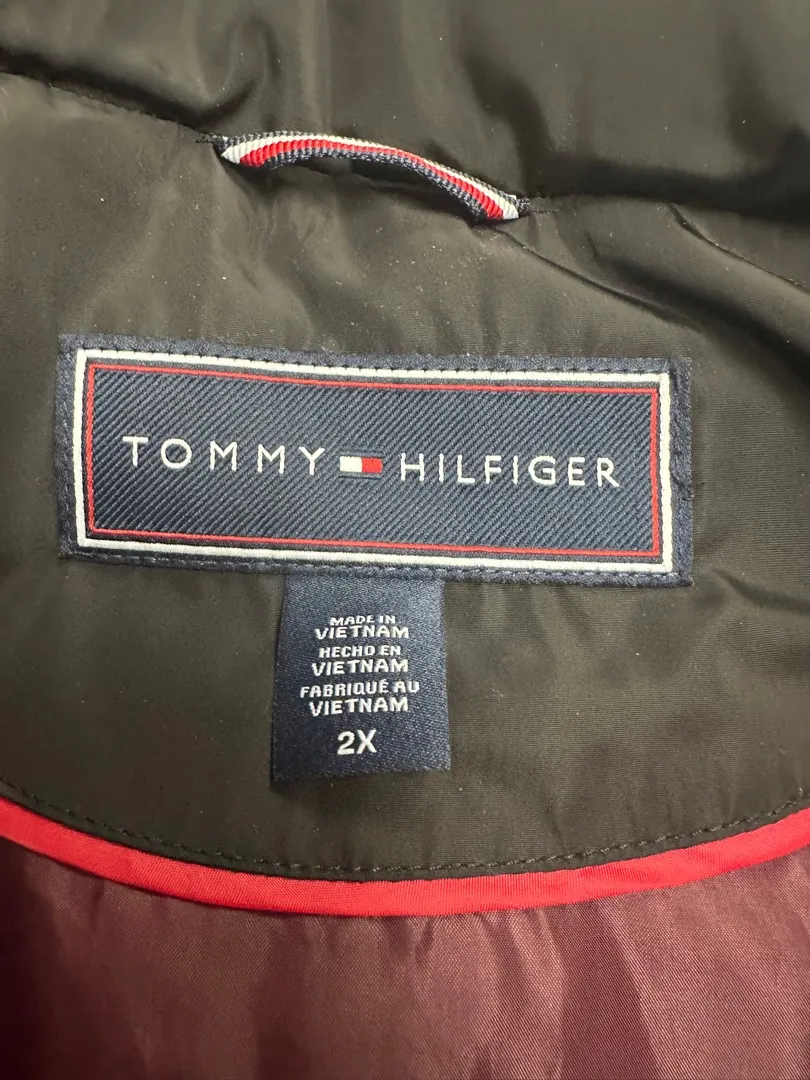 TOMMY HILFIGER
MADE IN
VIETNAM
HECHO EN
VIETNAM
FABRIQUÉ AU
VIETNAM
2X